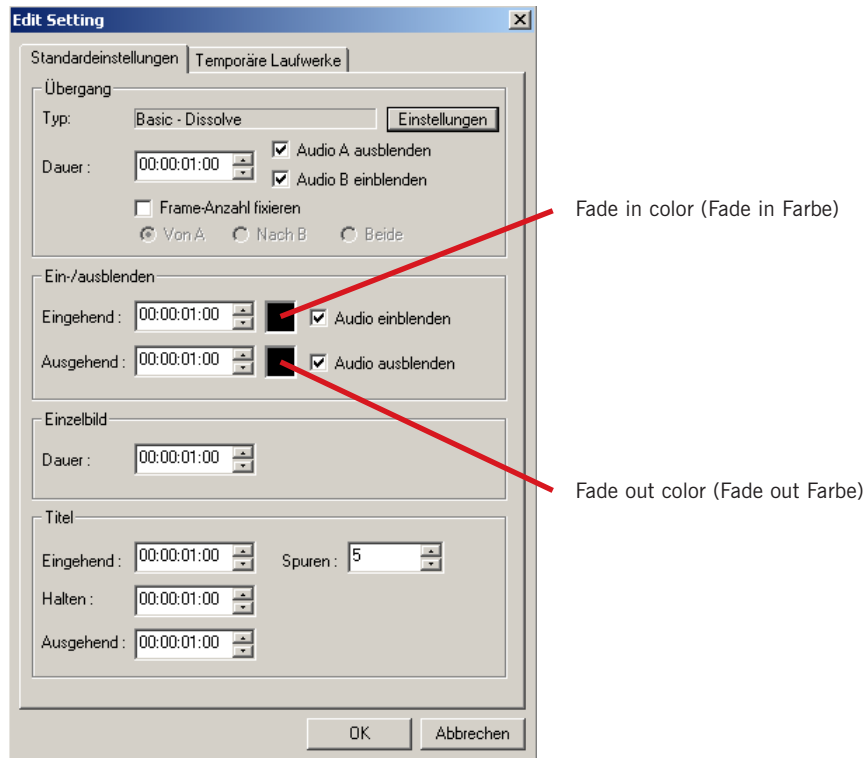 Edit Setting
Standardeinstellungen Temporäre Laufwerke
Übergang
Typ: Basic - Dissolve Einstellungen
Dauer : 00:00:01:00 Audio A ausblenden
Audio B einblenden
Frame-Anzahl fixieren
Von A Nach B Beide
Fade in color (Fade in Farbe)
Ein-/ausblenden
Eingehend : 00:00:01:00 Audio einblenden
Ausgehend : 00:00:01:00 Audio ausblenden
Einzelbild
Dauer : 00:00:01:00
Fade out color (Fade out Farbe)
Titel
Eingehend : 00:00:01:00 Spuren : 5
Halten : 00:00:01:00
Ausgehend : 00:00:01:00
OK Abbrechen